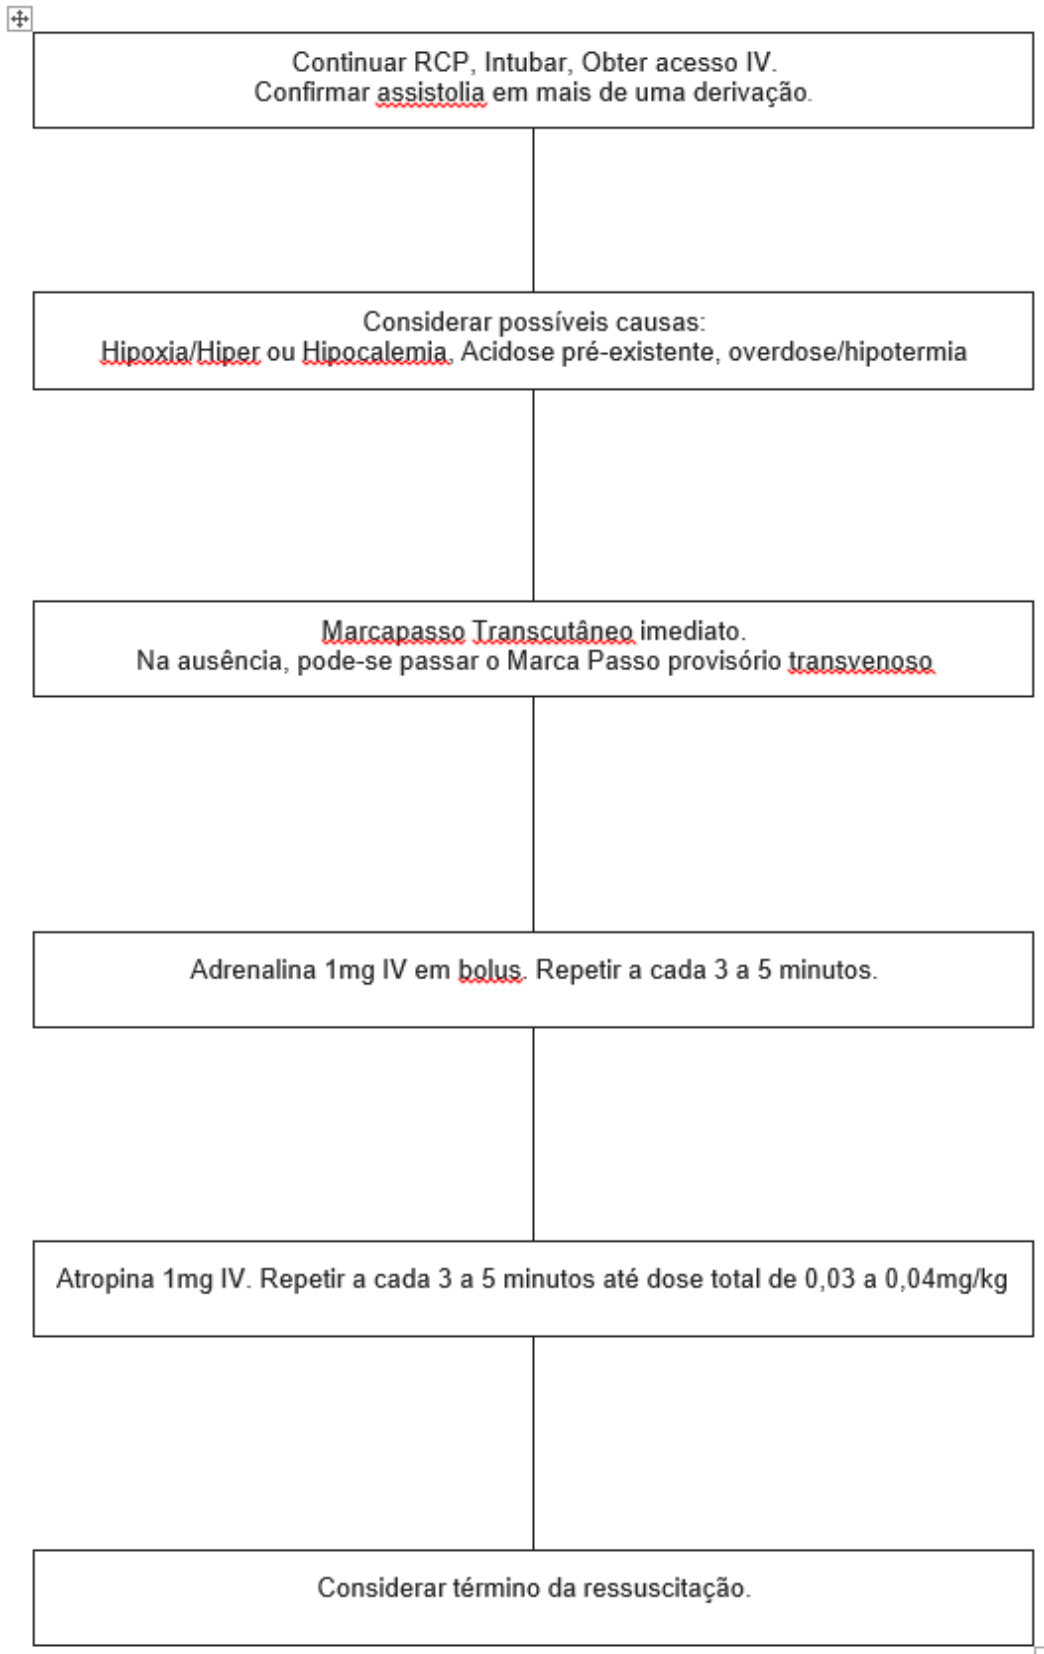 Continuar RCP, Intubar, Obter acesso IV.
Confirmar assistolia em mais de uma derivação.
Considerar possíveis causas:
Hipoxia/Hiper ou Hipocalemia, Acidose pré-existente, overdose/hipotermia
Marcapasso Transcutâneo imediato.
Na ausência, pode-se passar o Marca Passo provisório transvenoso
Adrenalina 1mg IV em bolus. Repetir a cada 3 a 5 minutos.
Atropina 1mg IV. Repetir a cada 3 a 5 minutos até dose total de 0,03 a 0,04mg/kg
Considerar término da ressuscitação.